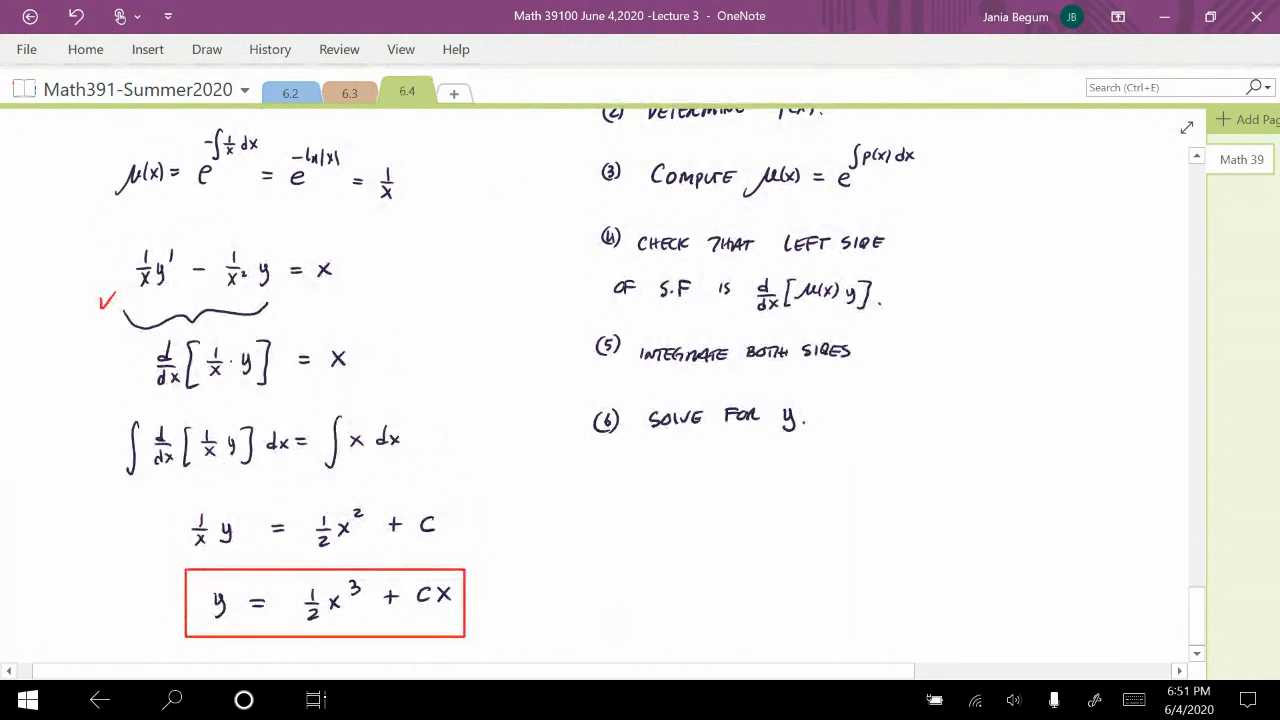 Math 39100 June 4,2020 -Lecture 3 - OneNote
Jania Begum JB
File Home Insert Draw History Review View Help
Math391-Summer2020
6.2 6.3 6.4
Search (Ctrl+E)
Add Pag
Math 39
μ(x) = e^{-∫ 1/x dx} = e^{-ln|x|} = 1/x
1/x y' - 1/x² y = x
d/dx [1/x · y] = x
∫ d/dx [1/x y] dx = ∫ x dx
1/x y = 1/2 x² + C
y = 1/2 x³ + CX
(2) DETERMINE
(3) COMPUTE μ(x) = e^{∫p(x) dx}
(4) CHECK THAT LEFT SIDE
OF S.F IS d/dx [μ(x) y].
(5) INTEGRATE BOTH SIDES
(6) SOLVE FOR y.
6:51 PM
6/4/2020